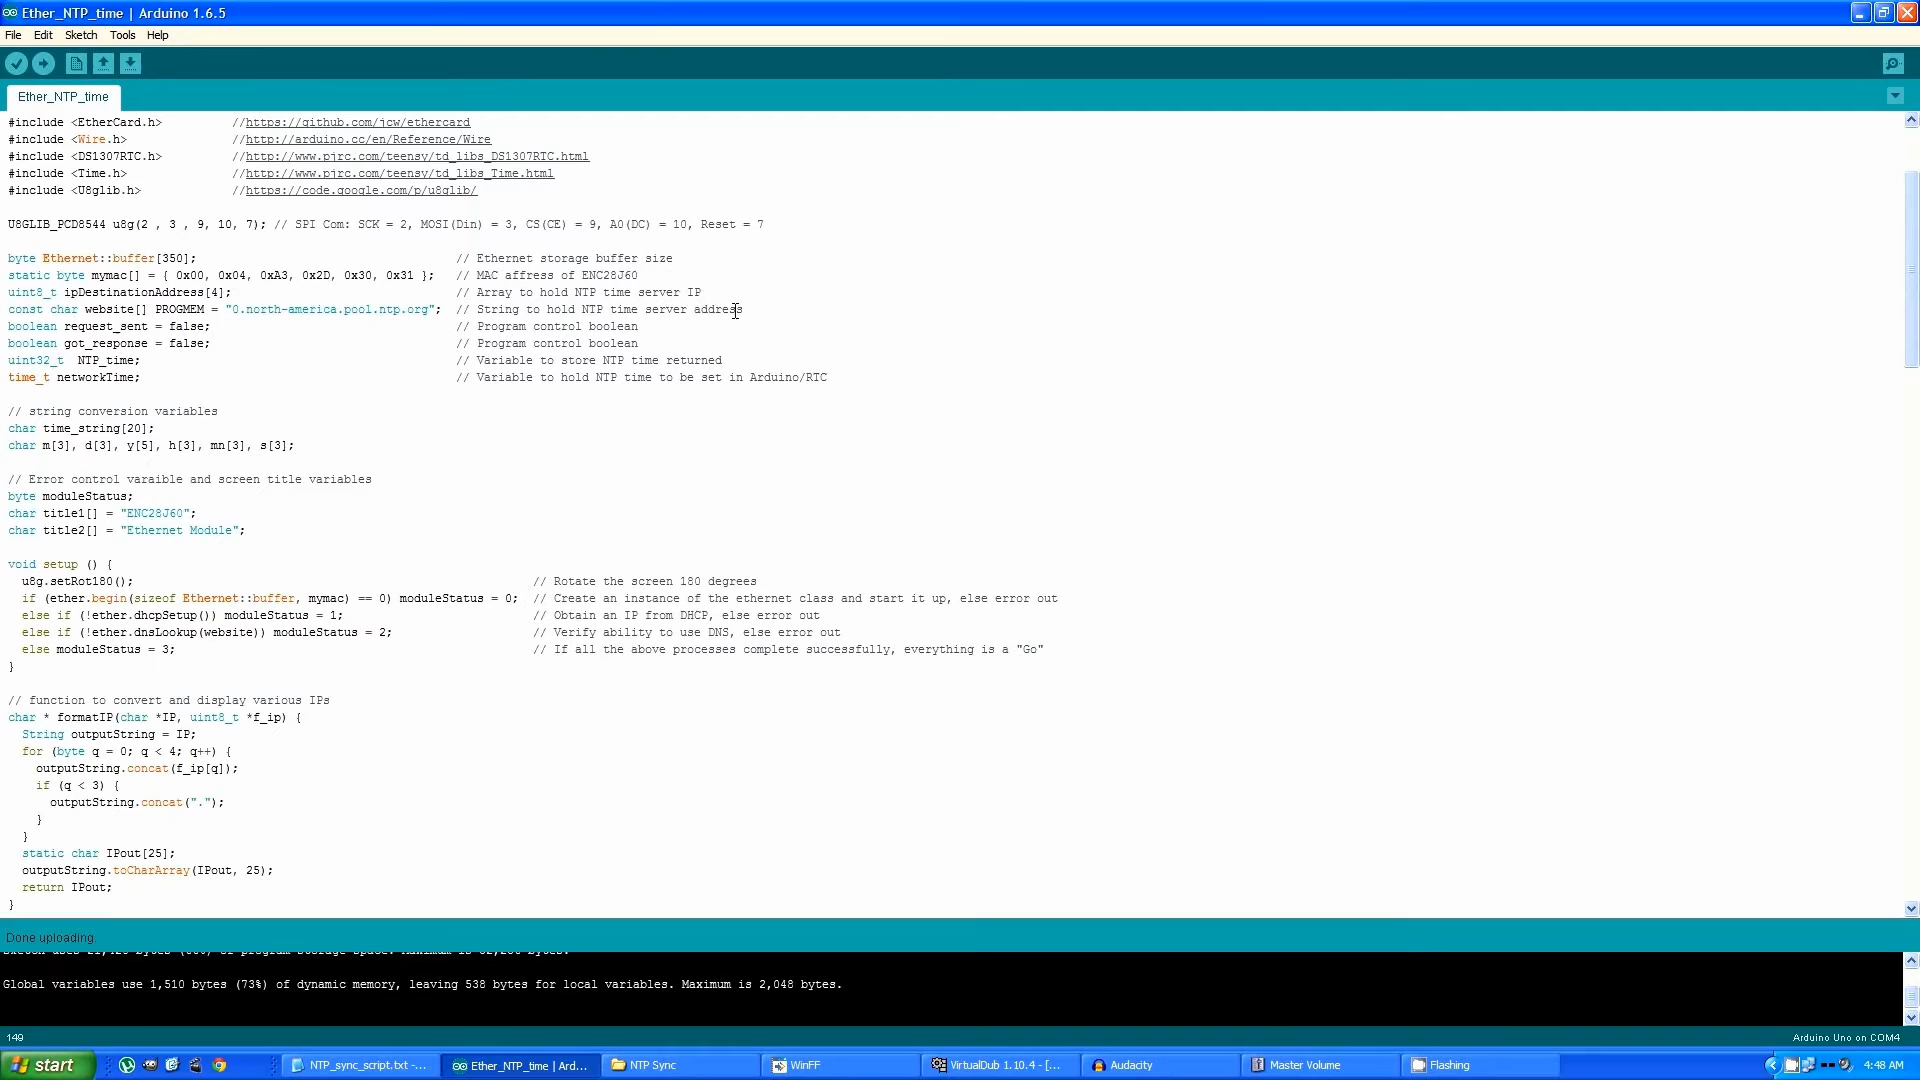 Ether_NTP_time | Arduino 1.6.5
File Edit Sketch Tools Help
Ether_NTP_time
#include <EtherCard.h> //https://github.com/jcw/ethercard
#include <Wire.h> //http://arduino.cc/en/Reference/Wire
#include <DS1307RTC.h> //http://www.pjrc.com/teensy/td_libs_DS1307RTC.html
#include <Time.h> //http://www.pjrc.com/teensy/td_libs_Time.html
#include <U8glib.h> //https://code.google.com/p/u8glib/
U8GLIB_PCD8544 u8g(2 , 3 , 9, 10, 7); // SPI Com: SCK = 2, MOSI(Din) = 3, CS(CE) = 9, A0(DC) = 10, Reset = 7
byte Ethernet::buffer[350]; // Ethernet storage buffer size
static byte mymac[] = { 0x00, 0x04, 0xA3, 0x2D, 0x30, 0x31 }; // MAC affress of ENC28J60
uint8_t ipDestinationAddress[4]; // Array to hold NTP time server IP
const char website[] PROGMEM = "0.north-america.pool.ntp.org"; // String to hold NTP time server address
boolean request_sent = false; // Program control boolean
boolean got_response = false; // Program control boolean
uint32_t  NTP_time; // Variable to store NTP time returned
time_t networkTime; // Variable to hold NTP time to be set in Arduino/RTC
// string conversion variables
char time_string[20];
char m[3], d[3], y[5], h[3], mn[3], s[3];
// Error control varaible and screen title variables
byte moduleStatus;
char title1[] = "ENC28J60";
char title2[] = "Ethernet Module";
void setup () {
u8g.setRot180(); // Rotate the screen 180 degrees
if (ether.begin(sizeof Ethernet::buffer, mymac) == 0) moduleStatus = 0; // Create an instance of the ethernet class and start it up, else error out
else if (!ether.dhcpSetup()) moduleStatus = 1; // Obtain an IP from DHCP, else error out
else if (!ether.dnsLookup(website)) moduleStatus = 2; // Verify ability to use DNS, else error out
else moduleStatus = 3; // If all the above processes complete successfully, everything is a "Go"
}
// function to convert and display various IPs
char * formatIP(char *IP, uint8_t *f_ip) {
String outputString = IP;
for (byte q = 0; q < 4; q++) {
outputString.concat(f_ip[q]);
if (q < 3) {
outputString.concat(".");
}
}
static char IPout[25];
outputString.toCharArray(IPout, 25);
return IPout;
}
Done uploading.
Global variables use 1,510 bytes (73%) of dynamic memory, leaving 538 bytes for local variables. Maximum is 2,048 bytes.
149 Arduino Uno on COM4
start NTP_sync_script.txt -... Ether_NTP_time | Ard... NTP Sync WinFF VirtualDub 1.10.4 - [... Audacity Master Volume Flashing 4:48 AM